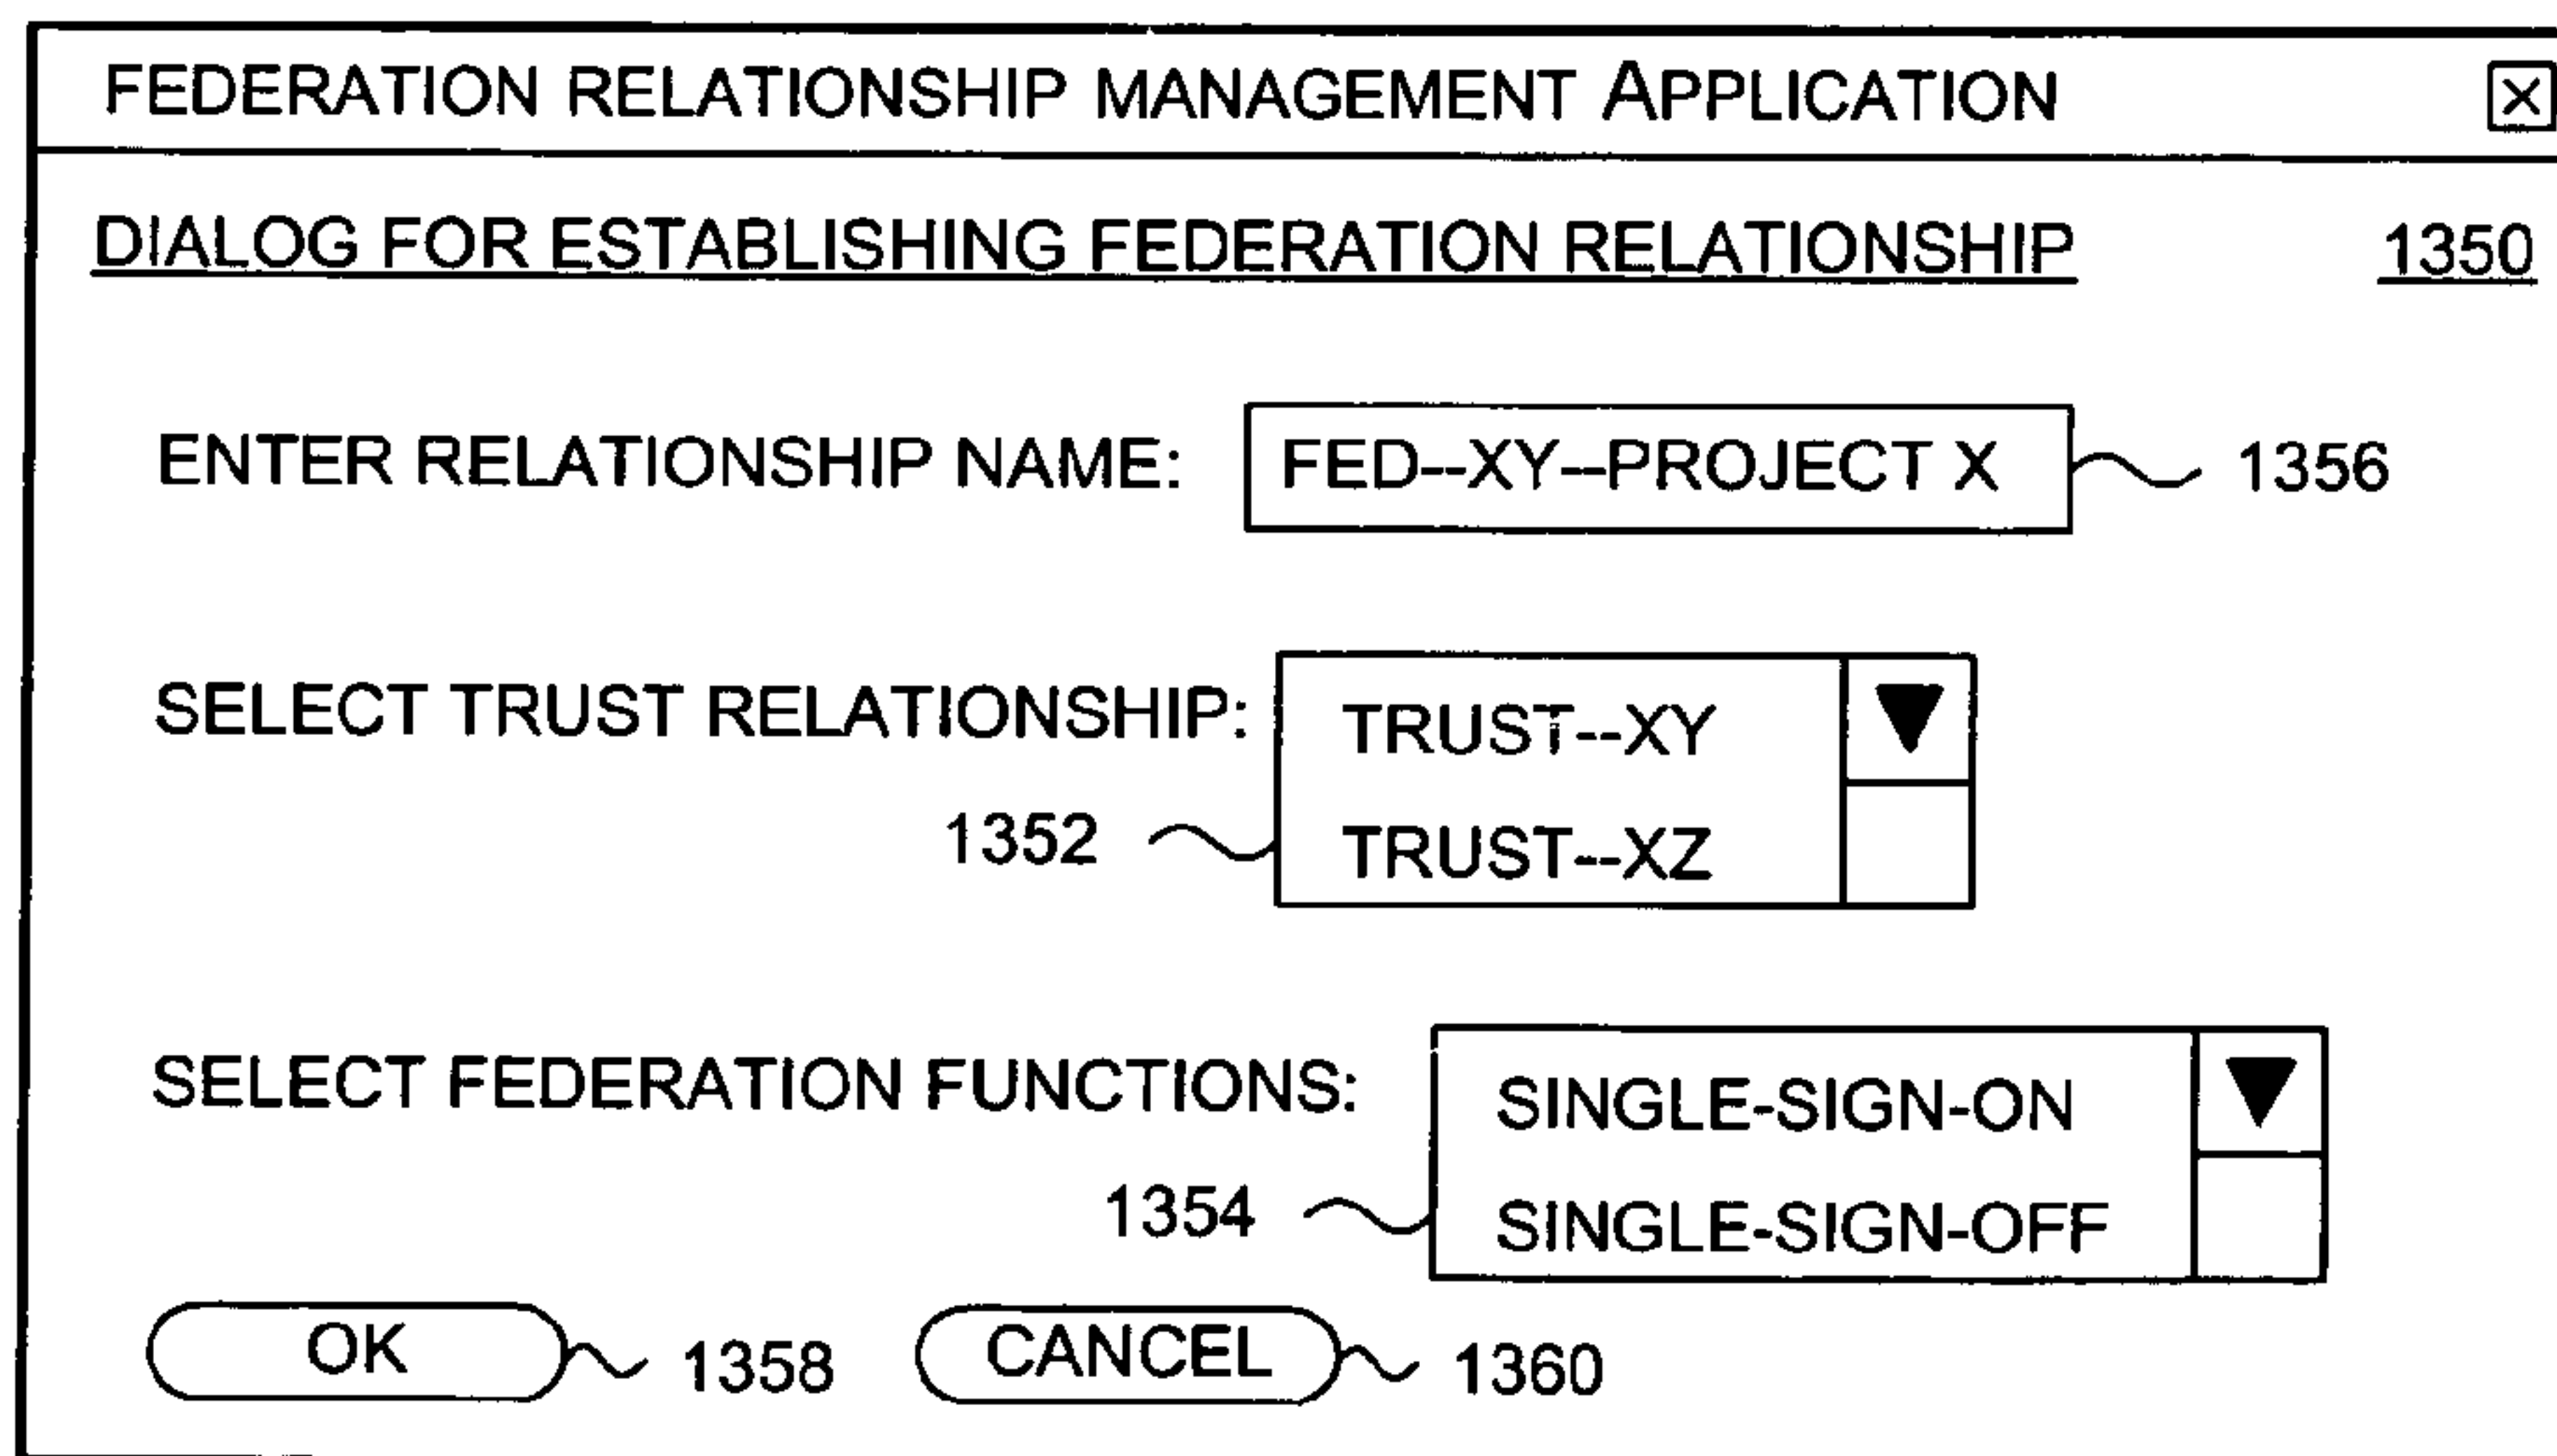 FEDERATION RELATIONSHIP MANAGEMENT APPLICATION
DIALOG FOR ESTABLISHING FEDERATION RELATIONSHIP 1350
ENTER RELATIONSHIP NAME: FED--XY--PROJECT X 1356
SELECT TRUST RELATIONSHIP: TRUST--XY
1352 TRUST--XZ
SELECT FEDERATION FUNCTIONS: SINGLE-SIGN-ON
1354 SINGLE-SIGN-OFF
OK 1358 CANCEL 1360